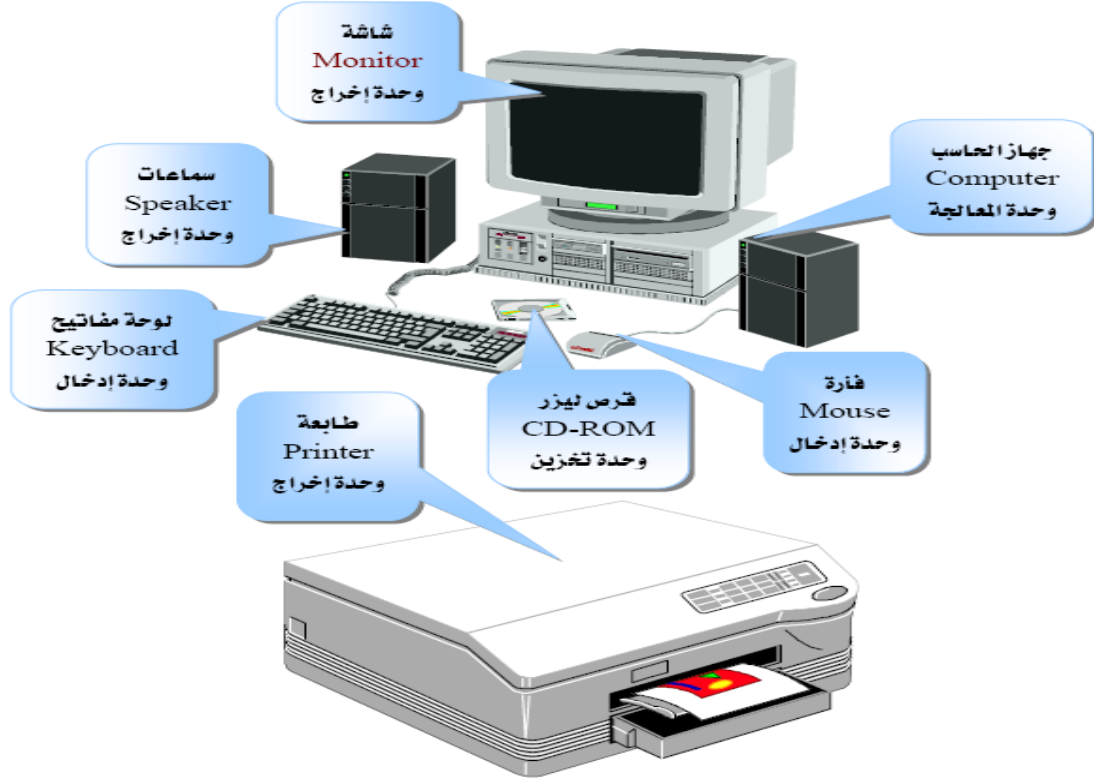 شاشة
Monitor
وحدة إخراج
جهاز الحاسب
Computer
وحدة المعالجة
سماعات
Speaker
وحدة إخراج
لوحة مفاتيح
Keyboard
وحدة إدخال
قرص ليزر
CD-ROM
وحدة تخزين
فارة
Mouse
وحدة إدخال
طابعة
Printer
وحدة إخراج